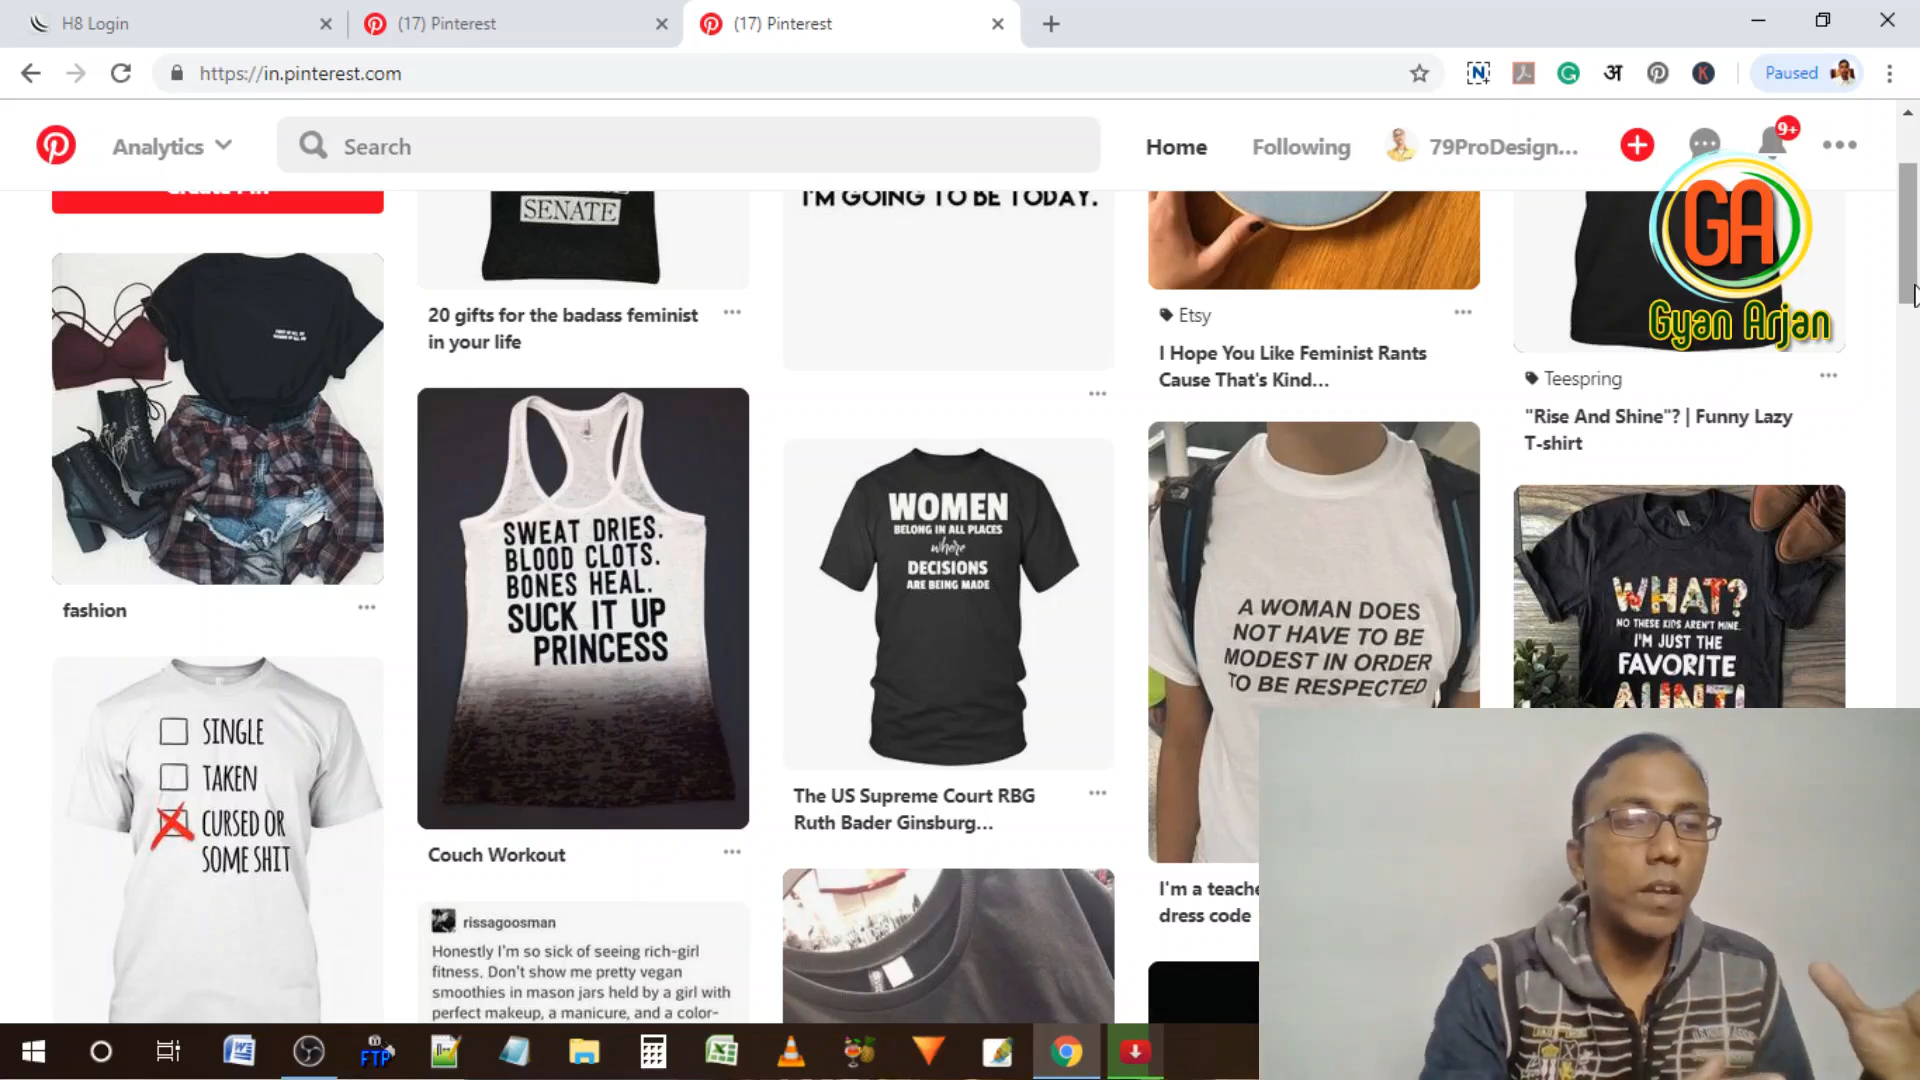 H8 Login
(17) Pinterest
(17) Pinterest
https://in.pinterest.com
Paused
Analytics
Search
Home
Following
79ProDesign...
9+
SENATE
20 gifts for the badass feminist
in your life
I'M GOING TO BE TODAY.
Etsy
I Hope You Like Feminist Rants
Cause That's Kind...
GA
Gyan Arjan
Teespring
"Rise And Shine"? | Funny Lazy
T-shirt
fashion
SINGLE
TAKEN
CURSED OR
SOME SHIT
SWEAT DRIES.
BLOOD CLOTS.
BONES HEAL.
SUCK IT UP
PRINCESS
Couch Workout
rissagoosman
Honestly I'm so sick of seeing rich-girl
fitness. Don't show me pretty vegan
smoothies in mason jars held by a girl with
perfect makeup, a manicure, and a color-
WOMEN
BELONG IN ALL PLACES
where
DECISIONS
ARE BEING MADE
The US Supreme Court RBG
Ruth Bader Ginsburg...
A WOMAN DOES
NOT HAVE TO BE
MODEST IN ORDER
TO BE RESPECTED
I'm a teache
dress code
WHAT?
NO THESE KIDS AREN'T MINE.
I'M JUST THE
FAVORITE
AUNT!
FTP